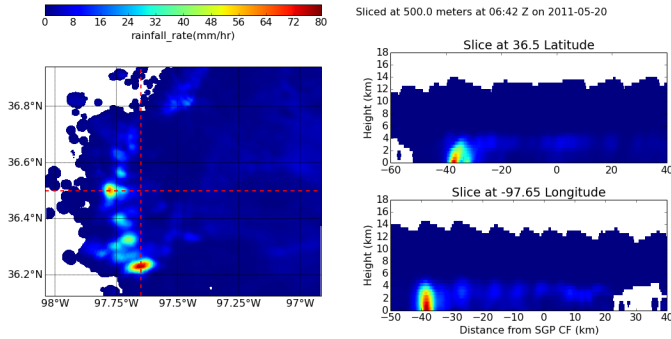 Sliced at 500.0 meters at 06:42 Z on 2011-05-20
0 8 16 24 32 40 48 56 64 72 80
rainfall_rate(mm/hr)
36.8°N
36.6°N
36.4°N
36.2°N
98°W 97.75°W 97.5°W 97.25°W 97°W
Slice at 36.5 Latitude
Height (km)
18
16
14
12
10
8
6
4
2
0
−60 −50 −40 −30 −20 −10 0 10 20 30 40
Slice at -97.65 Longitude
Height (km)
18
16
14
12
10
8
6
4
2
0
−50 −40 −30 −20 −10 0 10 20 30 40
Distance from SGP CF (km)